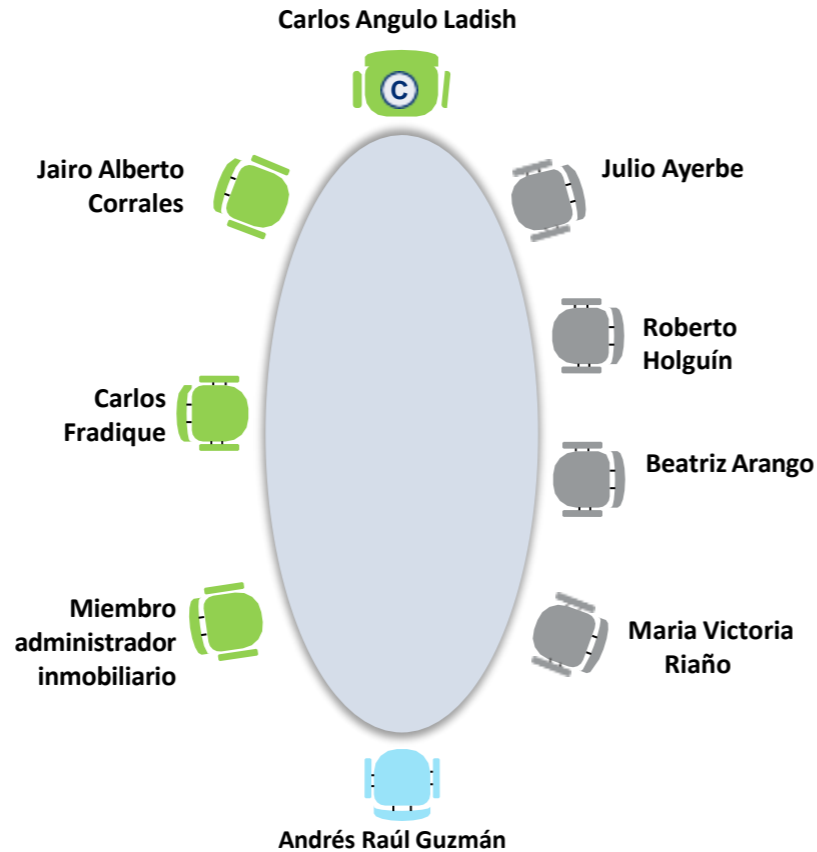 Carlos Angulo Ladish
C
Jairo Alberto
Corrales
Julio Ayerbe
Roberto
Holguín
Carlos
Fradique
Beatriz Arango
Miembro
administrador
inmobiliario
Maria Victoria
Riaño
Andrés Raúl Guzmán